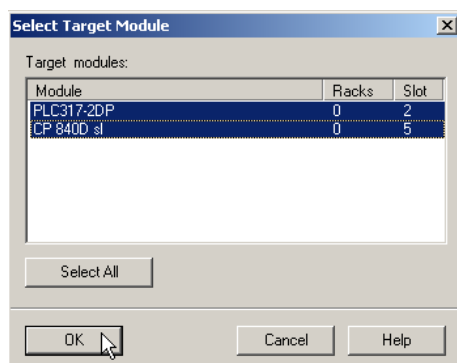 Select Target Module
Target modules:
Module Racks Slot
PLC317-2DP 0 2
CP 840D sl 0 5
Select All
OK Cancel Help